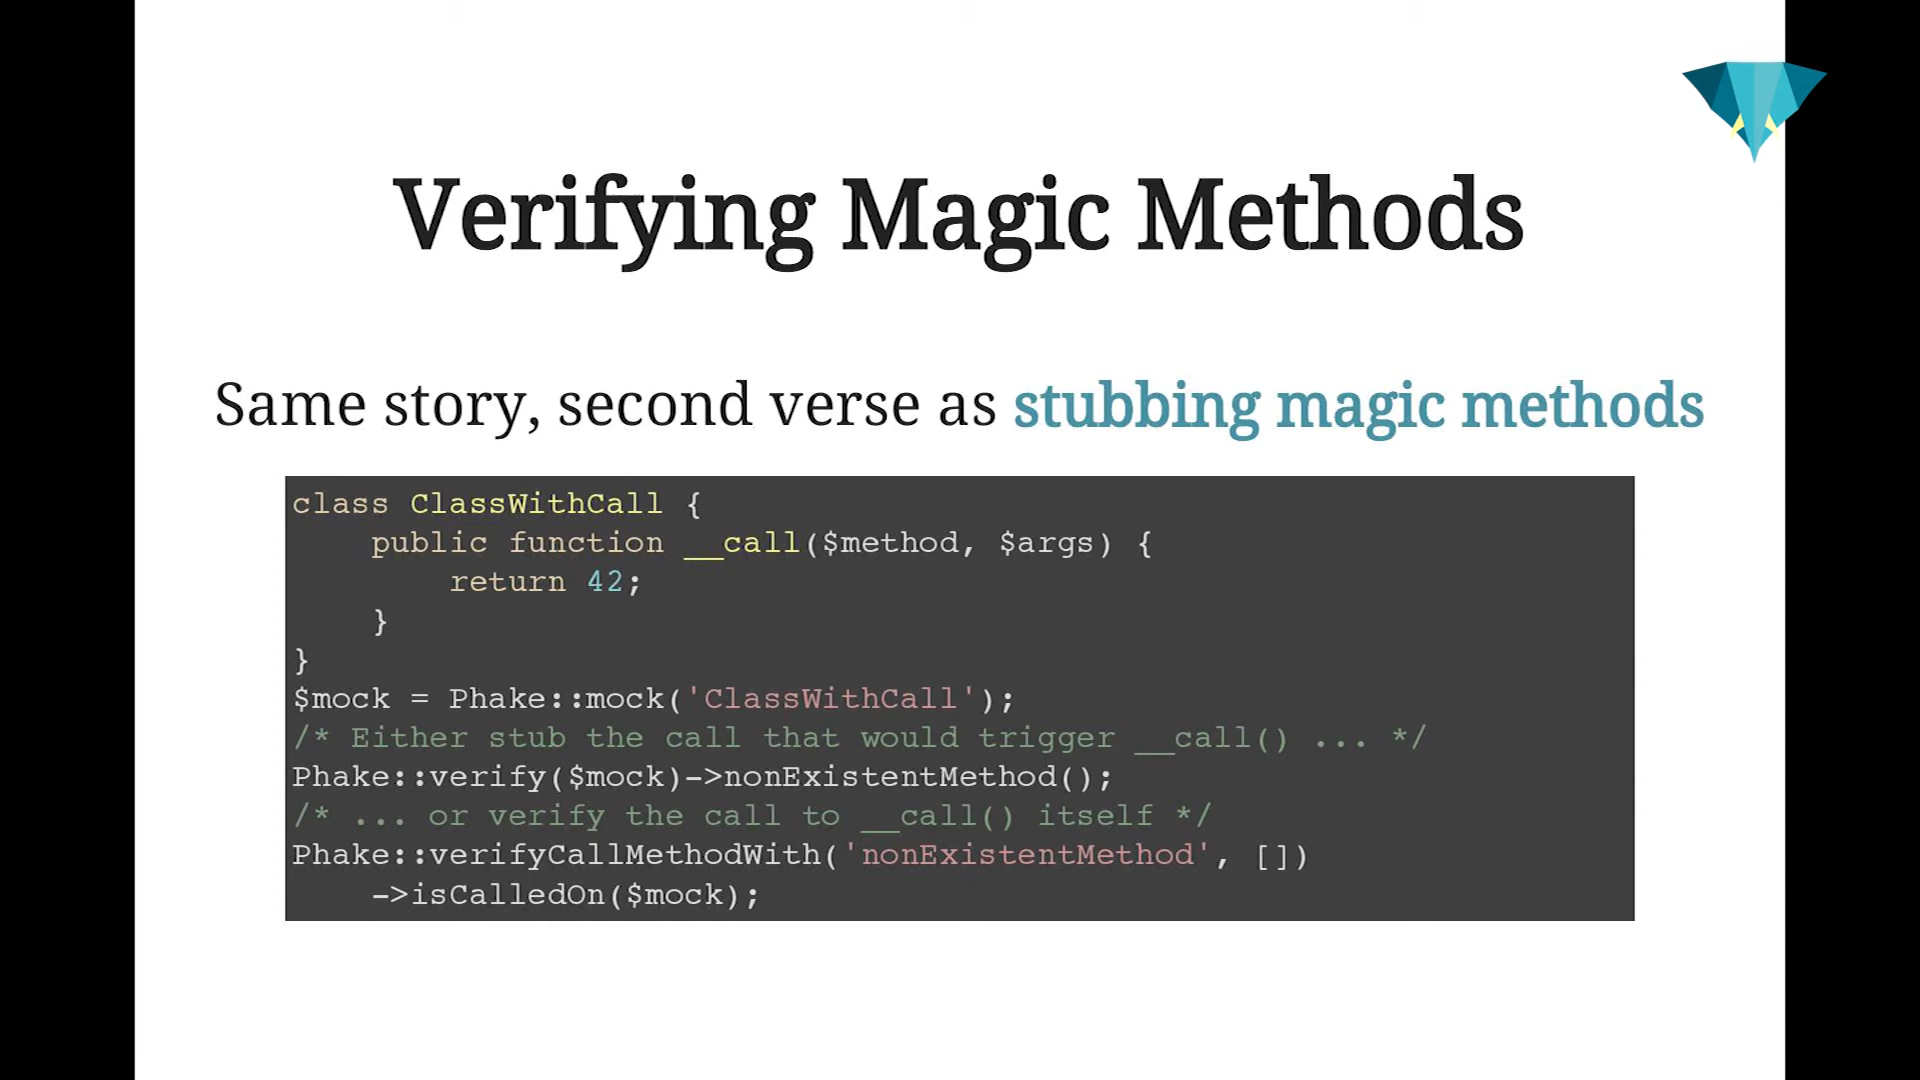 Verifying Magic Methods
Same story, second verse as stubbing magic methods
class ClassWithCall {
    public function __call($method, $args) {
        return 42;
    }
}
$mock = Phake::mock('ClassWithCall');
/* Either stub the call that would trigger __call() ... */
Phake::verify($mock)->nonExistentMethod();
/* ... or verify the call to __call() itself */
Phake::verifyCallMethodWith('nonExistentMethod', [])
    ->isCalledOn($mock);